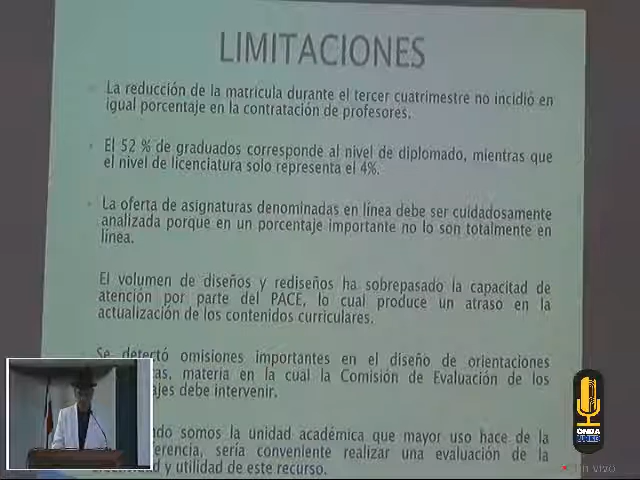 LIMITACIONES
La reducción de la matrícula durante el tercer cuatrimestre no incidió en
igual porcentaje en la contratación de profesores.
El 52 % de graduados corresponde al nivel de diplomado, mientras que
el nivel de licenciatura solo representa el 4%.
La oferta de asignaturas denominadas en línea debe ser cuidadosamente
analizada porque en un porcentaje importante no lo son totalmente en
línea.
El volumen de diseños y rediseños ha sobrepasado la capacidad de
atención por parte del PACE, lo cual produce un atraso en la
actualización de los contenidos curriculares.
Se detectó omisiones importantes en el diseño de orientaciones
materia en la cual la Comisión de Evaluación de los
debe intervenir.
somos la unidad académica que mayor uso hace de la
sería conveniente realizar una evaluación de la
y utilidad de este recurso.
ONDA
UNED
EN VIVO